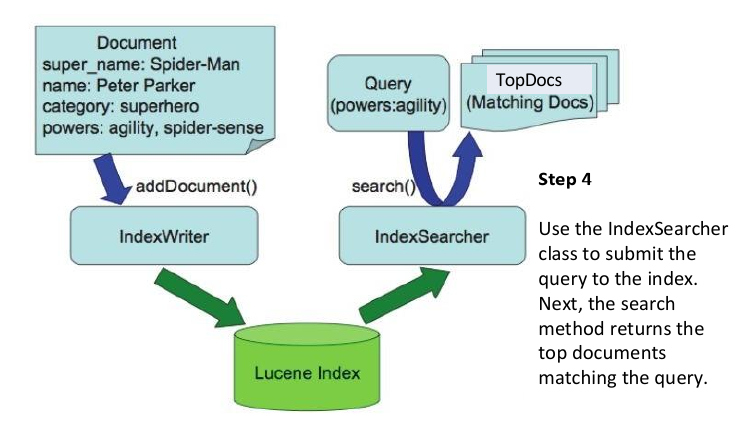 Document
super_name: Spider-Man
name: Peter Parker
category: superhero
powers: agility, spider-sense
addDocument()
IndexWriter
Lucene Index
Query
(powers:agility)
TopDocs
(Matching Docs)
search()
IndexSearcher
Step 4
Use the IndexSearcher
class to submit the
query to the index.
Next, the search
method returns the
top documents
matching the query.